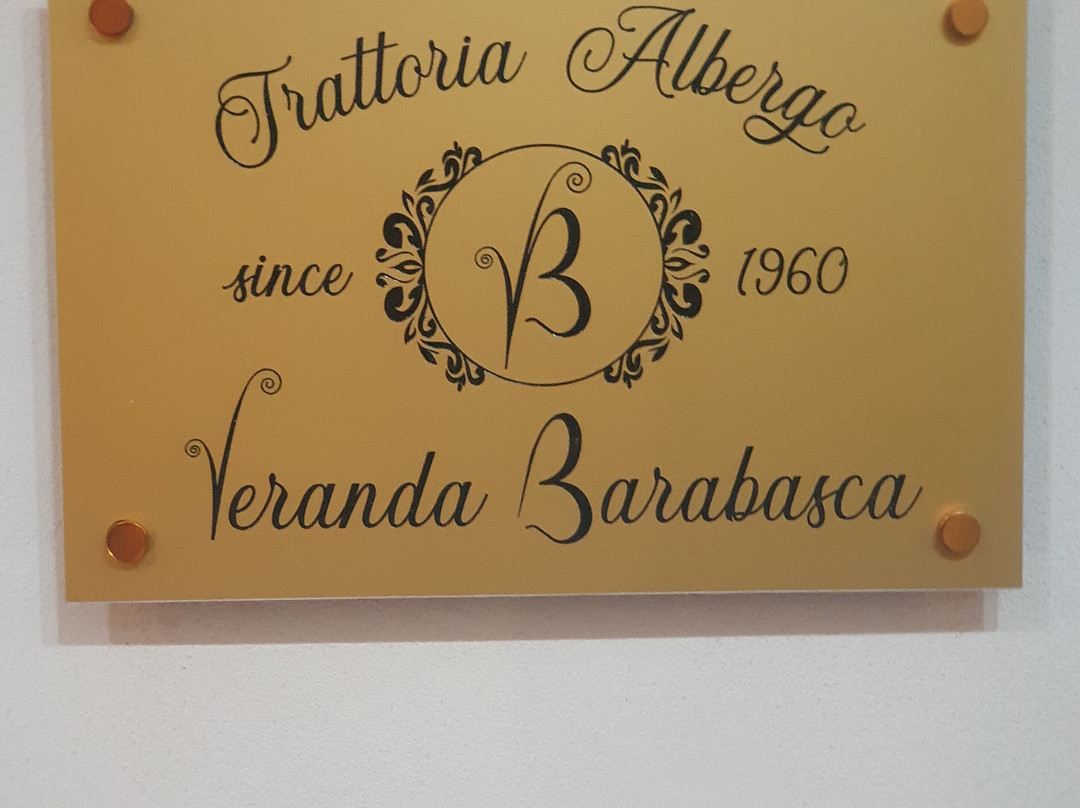 Trattoria Albergo
since VB 1960
Veranda Barabasca